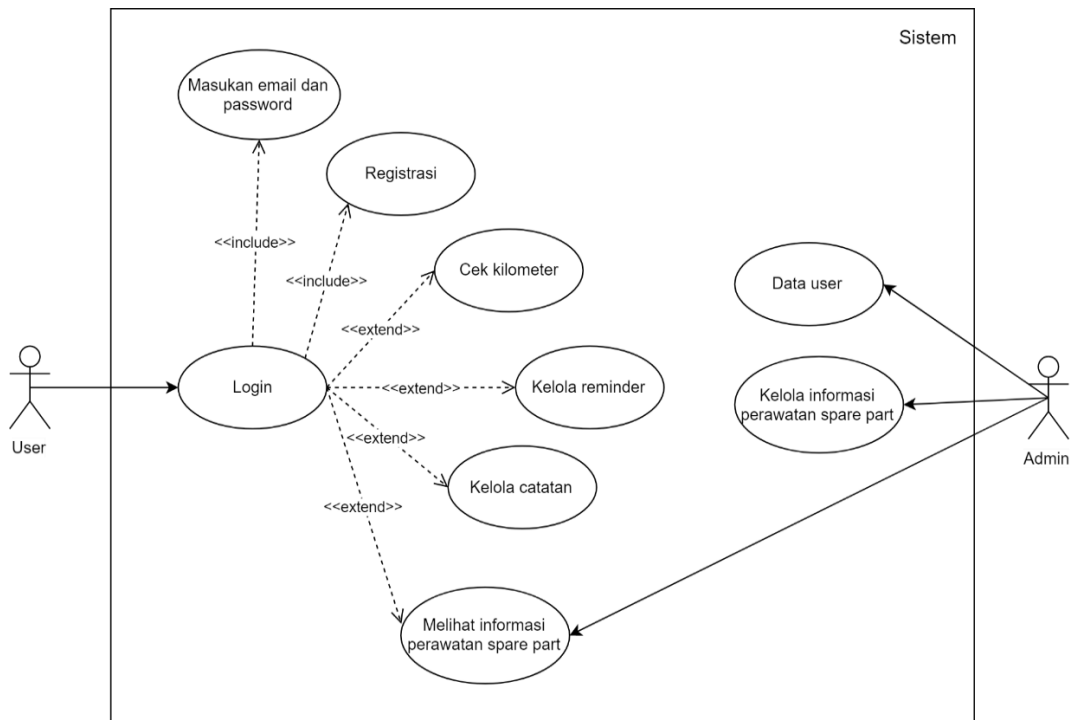 Sistem
Masukan email dan
password
Registrasi
<<include>>
<<include>>
Cek kilometer
Data user
<<extend>>
Login
<<extend>>
Kelola reminder
Kelola informasi
perawatan spare part
User
Admin
<<extend>>
Kelola catatan
<<extend>>
Melihat informasi
perawatan spare part